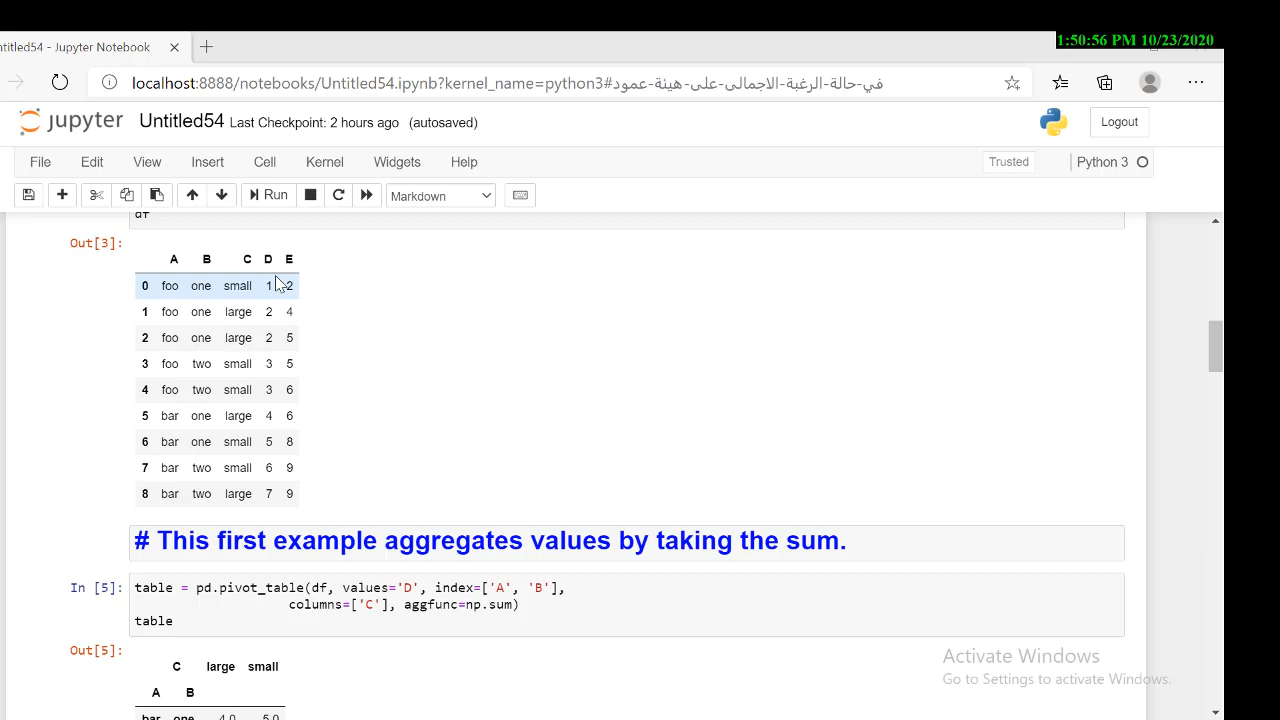 1:50:56 PM 10/23/2020
ntitled54 - Jupyter Notebook
localhost:8888/notebooks/Untitled54.ipynb?kernel_name=python3#في-حالة-الرغبة-الاجمالى-على-هيئة-عمود
jupyter Untitled54 Last Checkpoint: 2 hours ago (autosaved)
Logout
File Edit View Insert Cell Kernel Widgets Help
Trusted Python 3
Run Markdown
df
Out[3]:
A B C D E
0 foo one small 1 2
1 foo one large 2 4
2 foo one large 2 5
3 foo two small 3 5
4 foo two small 3 6
5 bar one large 4 6
6 bar one small 5 8
7 bar two small 6 9
8 bar two large 7 9
# This first example aggregates values by taking the sum.
In [5]: table = pd.pivot_table(df, values='D', index=['A', 'B'],
columns=['C'], aggfunc=np.sum)
table
Out[5]:
C large small
A B
bar one 4.0 5.0
Activate Windows
Go to Settings to activate Windows.